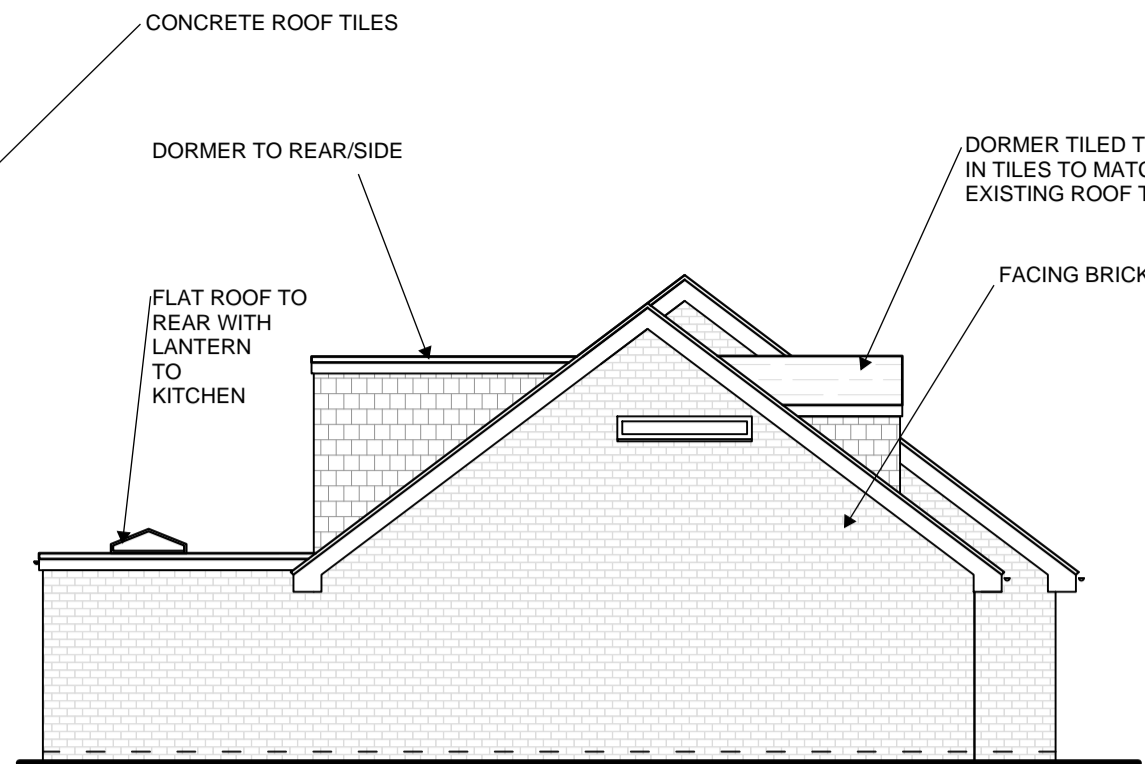 CONCRETE ROOF TILES
DORMER TO REAR/SIDE
DORMER TILED
IN TILES TO
EXISTING ROOF
FACING BRICK
FLAT ROOF TO
REAR WITH
LANTERN
TO
KITCHEN